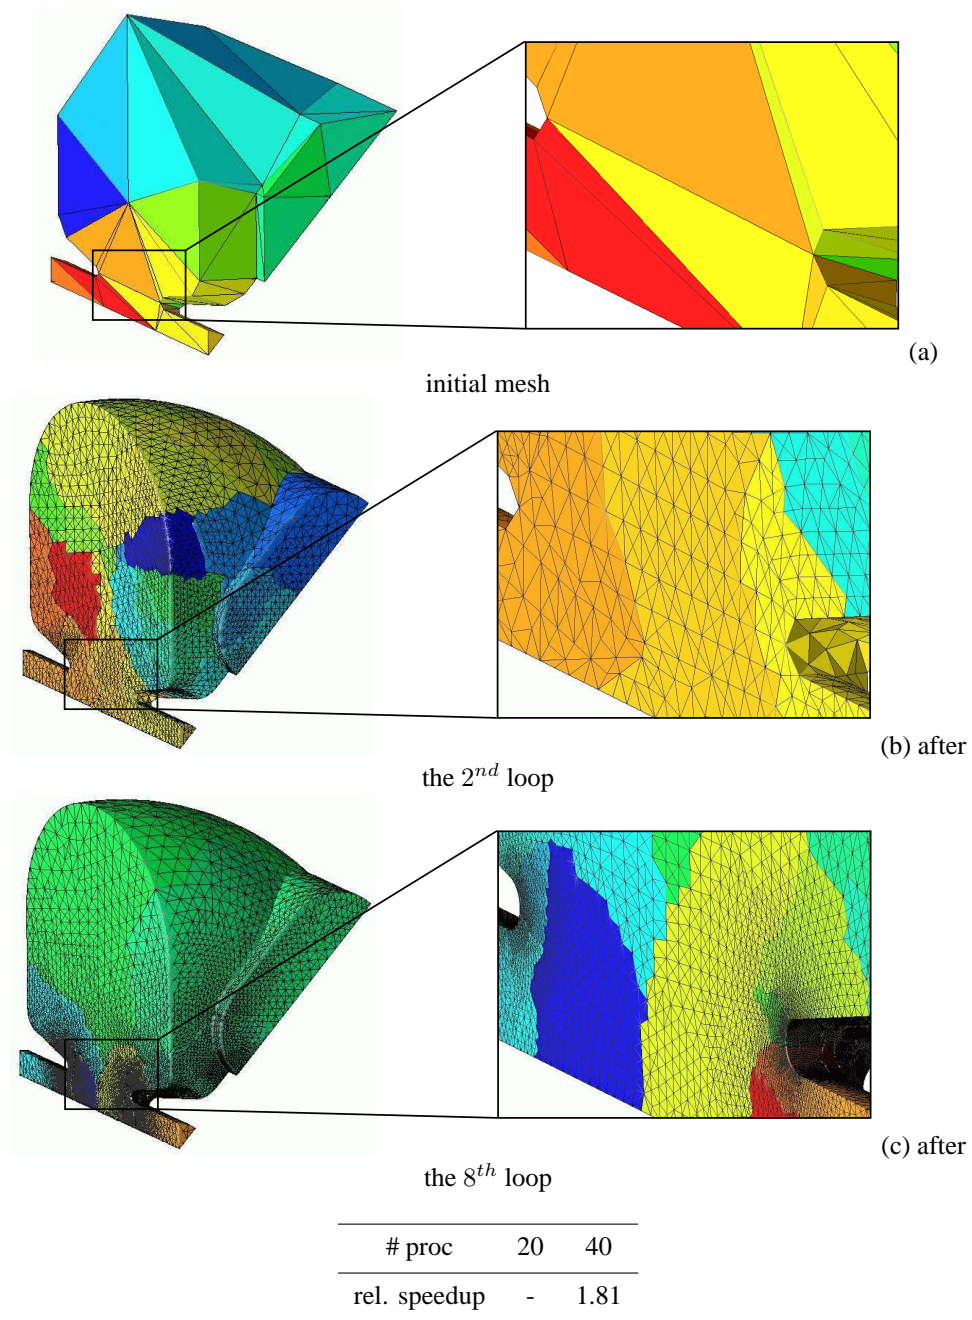 (a)
initial mesh
(b) after
the 2nd loop
(c) after
the 8th loop
# proc 20 40
rel. speedup - 1.81